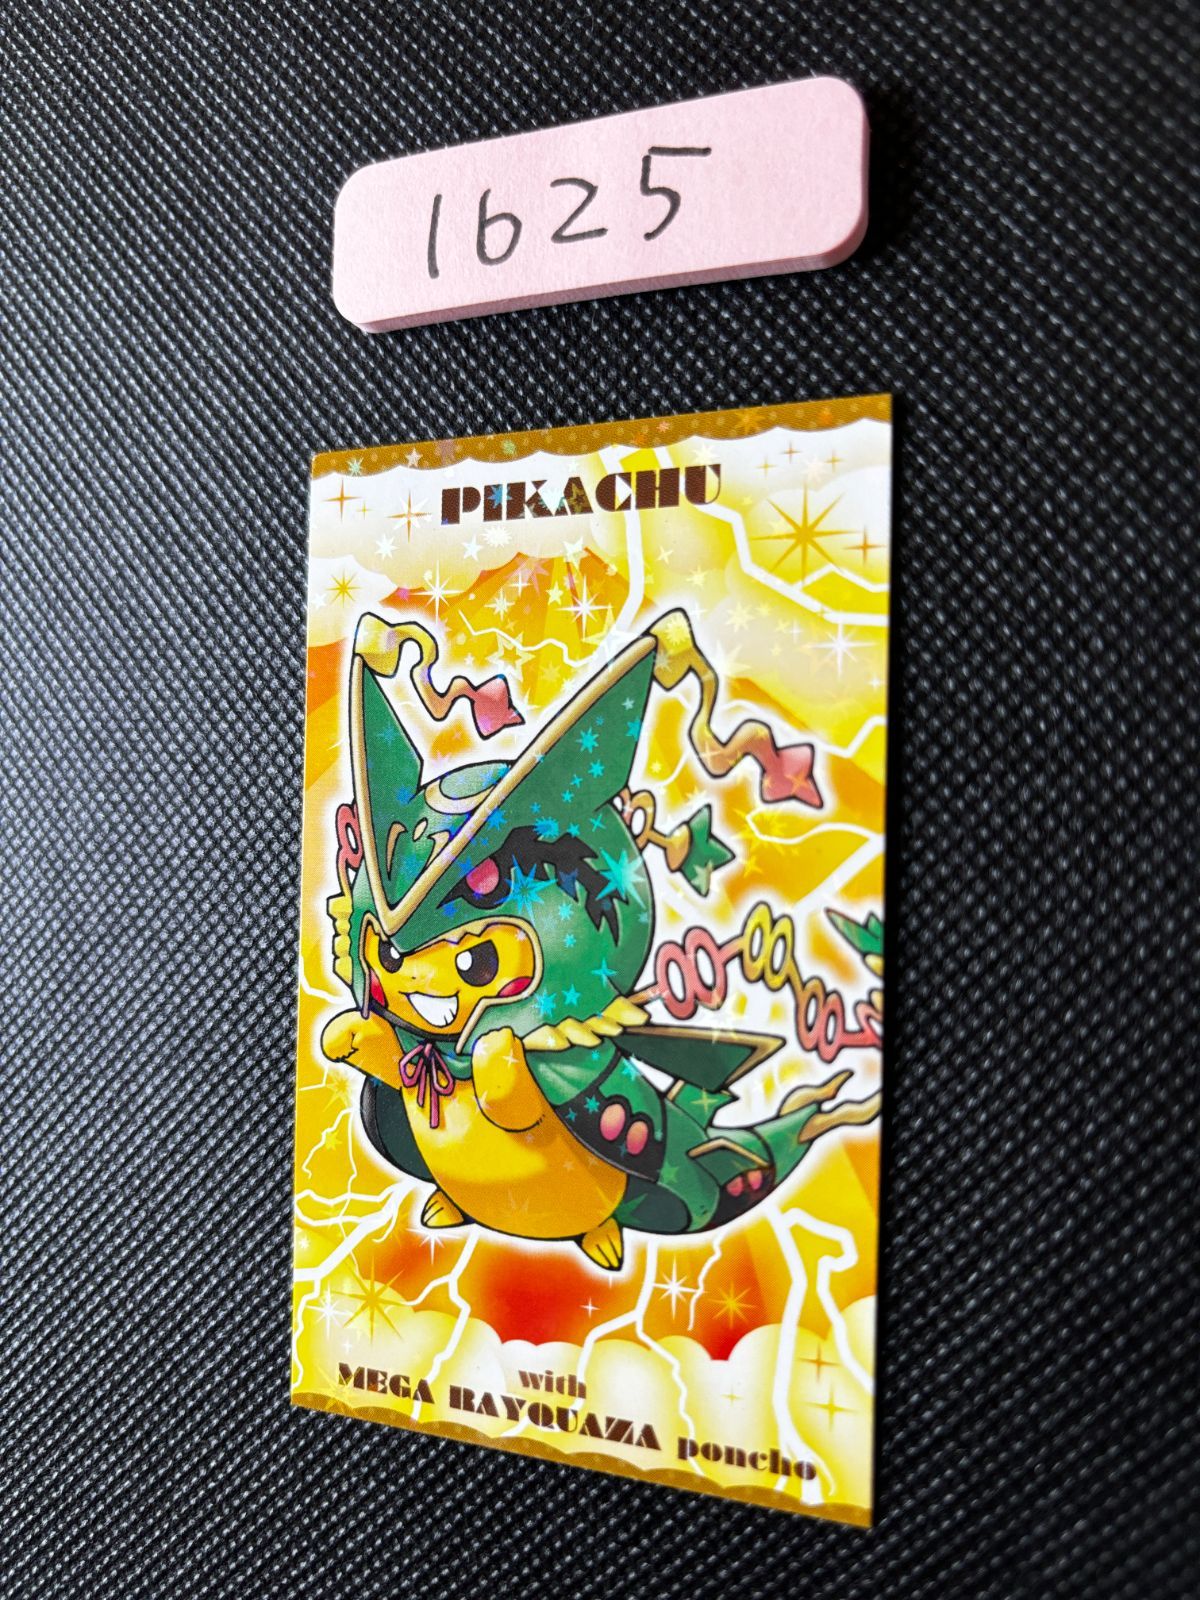 1625
PIKACHU
with
MEGA RAYQUAZA poncho